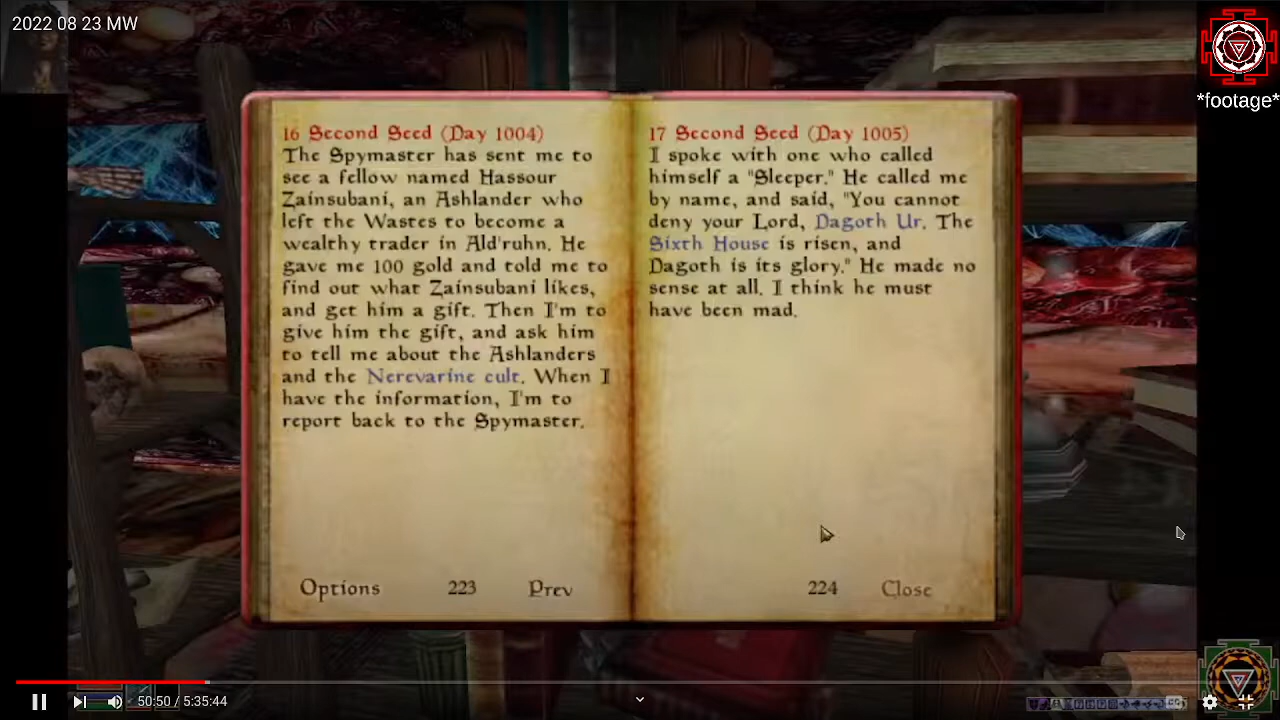 2022 08 23 MW
*footage*
16 Second Seed (Day 1004)
The Spymaster has sent me to
see a fellow named Hassour
Zainsubani, an Ashlander who
left the Wastes to become a
wealthy trader in Ald'ruhn. He
gave me 100 gold and told me to
find out what Zainsubani likes,
and get him a gift. Then I'm to
give him the gift, and ask him
to tell me about the Ashlanders
and the Nerevarine cult. When I
have the information, I'm to
report back to the Spymaster.
Options 223 Prev
17 Second Seed (Day 1005)
I spoke with one who called
himself a "Sleeper." He called me
by name, and said, "You cannot
deny your Lord, Dagoth Ur. The
Sixth House is risen, and
Dagoth is its glory." He made no
sense at all. I think he must
have been mad.
224 Close
50:50 / 5:35:44